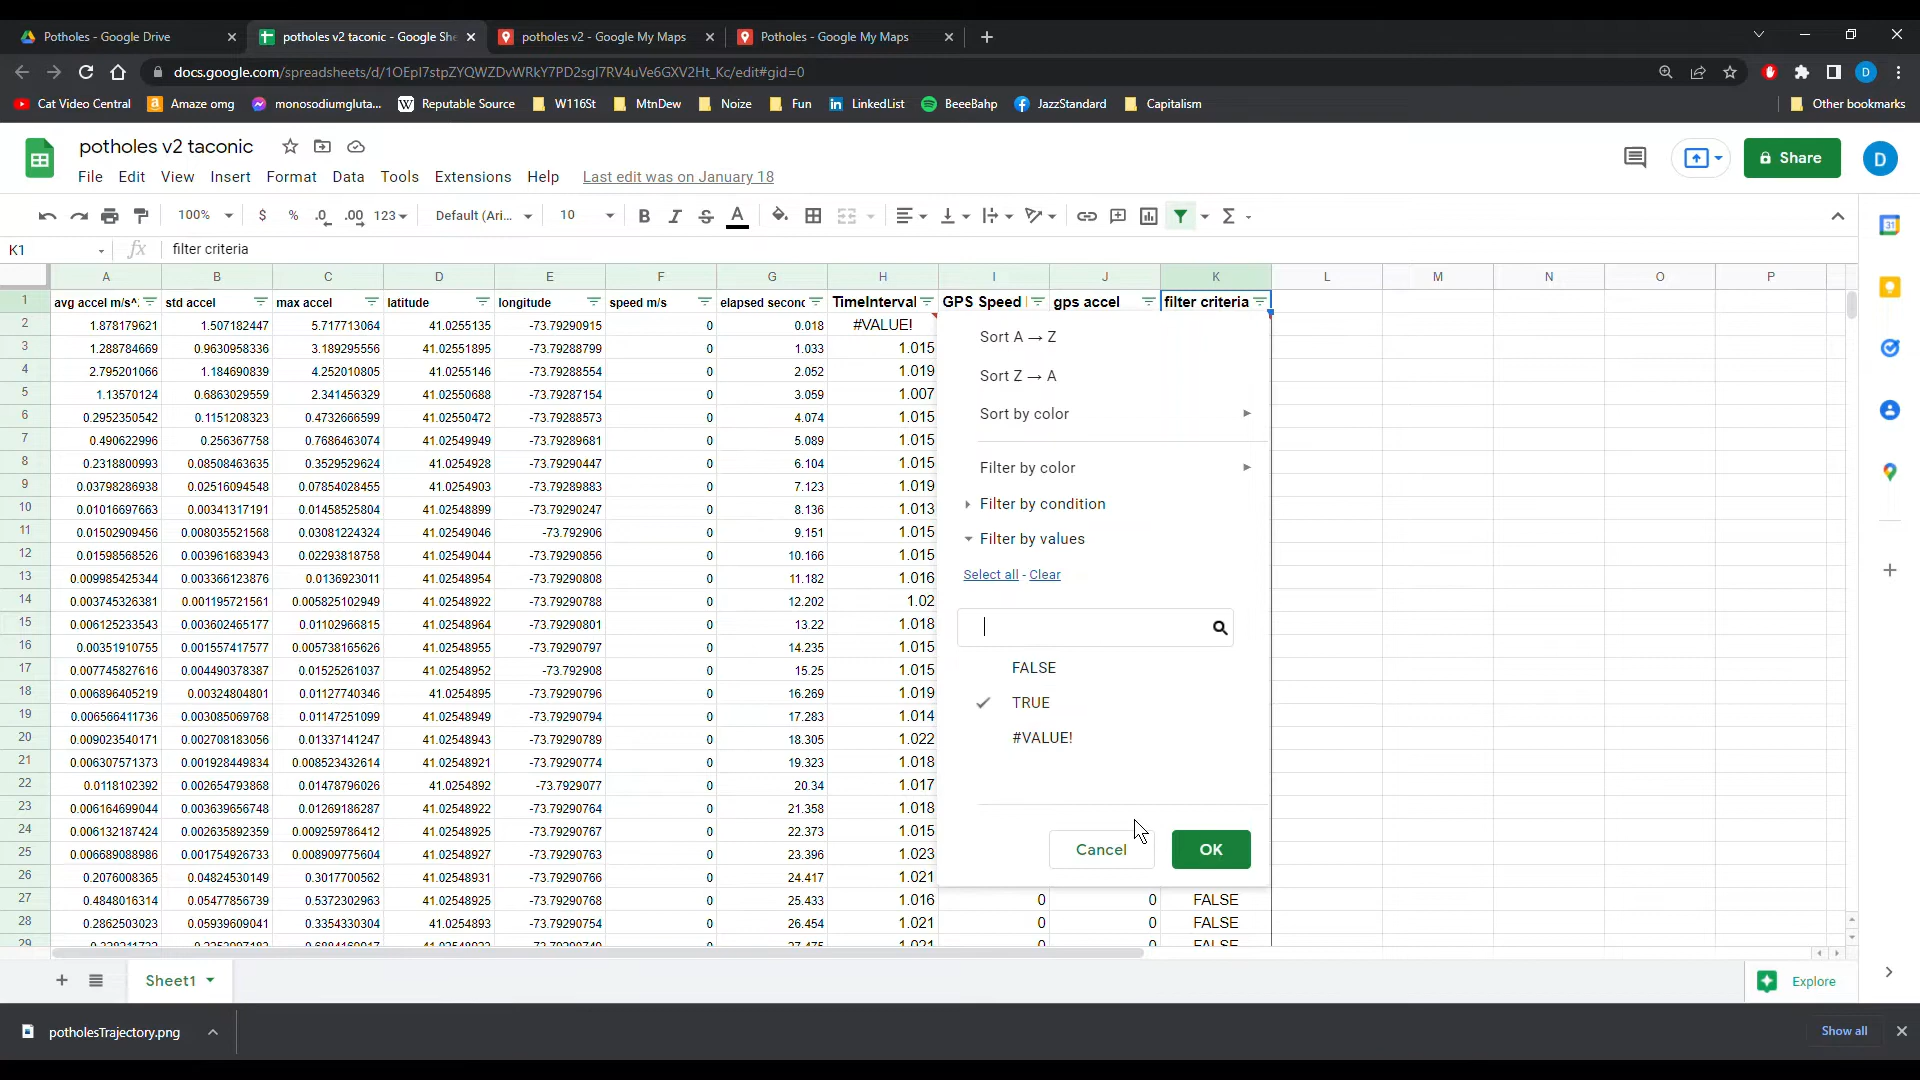 Potholes - Google Drive
potholes v2 taconic - Google She
potholes v2 - Google My Maps
Potholes - Google My Maps
docs.google.com/spreadsheets/d/1OEpI7stpZYQWZDvWRkY7PD2sgI7RV4uVe6GXV2Ht_Kc/edit#gid=0
D
Cat Video Central
Amaze omg
monosodiumgluta...
Reputable Source
W116St
MtnDew
Noize
Fun
LinkedList
BeeeBahp
JazzStandard
Capitalism
Other bookmarks
potholes v2 taconic
Share
D
File Edit View Insert Format Data Tools Extensions Help Last edit was on January 18
100% $ % .0 .00 123 Default (Ari... 10 B I S A
K1 fx filter criteria
A B C D E F G H I J K L M N O P
1 avg accel m/s^ std accel max accel latitude longitude speed m/s elapsed second TimeInterval GPS Speed gps accel filter criteria
2 1.878179621 1.507182447 5.717713064 41.0255135 -73.79290915 0 0.018 #VALUE!
3 1.288784669 0.9630958336 3.189295556 41.02551895 -73.79288799 0 1.033 1.015
4 2.795201066 1.184690839 4.252010805 41.0255146 -73.79288554 0 2.052 1.019
5 1.13570124 0.6863029559 2.341456329 41.02550688 -73.79287154 0 3.059 1.007
6 0.2952350542 0.1151208323 0.4732666599 41.02550472 -73.79288573 0 4.074 1.015
7 0.490622996 0.256367758 0.7686463074 41.02549949 -73.79289681 0 5.089 1.015
8 0.2318800993 0.08508463635 0.3529529624 41.0254928 -73.79290447 0 6.104 1.015
9 0.03798286938 0.02516094548 0.07854028455 41.0254903 -73.79289883 0 7.123 1.019
10 0.01016697663 0.00341317191 0.01458525804 41.02548899 -73.79290247 0 8.136 1.013
11 0.01502909456 0.008035521568 0.03081224324 41.02549046 -73.792906 0 9.151 1.015
12 0.01598568526 0.003961683943 0.02293818758 41.02549044 -73.79290856 0 10.166 1.015
13 0.009985425344 0.003366123876 0.0136923011 41.02548954 -73.79290808 0 11.182 1.016
14 0.003745326381 0.001195721561 0.005825102949 41.02548922 -73.79290788 0 12.202 1.02
15 0.006125233543 0.003602465177 0.01102966815 41.02548964 -73.79290801 0 13.22 1.018
16 0.00351910755 0.001557417577 0.005738165626 41.02548955 -73.79290797 0 14.235 1.015
17 0.007745827616 0.004490378387 0.01525261037 41.02548952 -73.792908 0 15.25 1.015
18 0.006896405219 0.00324804801 0.01127740346 41.0254895 -73.79290796 0 16.269 1.019
19 0.006566411736 0.003085069768 0.01147251099 41.02548949 -73.79290794 0 17.283 1.014
20 0.009023540171 0.002708183056 0.01337141247 41.02548943 -73.79290789 0 18.305 1.022
21 0.006307571373 0.001928449834 0.008523432614 41.02548921 -73.79290774 0 19.323 1.018
22 0.0118102392 0.002654793868 0.01478796026 41.0254892 -73.7929077 0 20.34 1.017
23 0.006164699044 0.003639656748 0.01269186287 41.02548922 -73.79290764 0 21.358 1.018
24 0.006132187424 0.002635892359 0.009259786412 41.02548925 -73.79290767 0 22.373 1.015
25 0.006689088986 0.001754926733 0.008909775604 41.02548927 -73.79290763 0 23.396 1.023
26 0.2076008365 0.04824530149 0.3017700562 41.02548931 -73.79290766 0 24.417 1.021
27 0.4848016314 0.05477856739 0.5372302963 41.02548925 -73.79290768 0 25.433 1.016 0 0 FALSE
28 0.2862503023 0.05939609041 0.3354330304 41.0254893 -73.79290754 0 26.454 1.021 0 0 FALSE
29
Sort A → Z
Sort Z → A
Sort by color
Filter by color
Filter by condition
Filter by values
Select all - Clear
FALSE
TRUE
#VALUE!
Cancel
OK
Sheet1
Explore
potholesTrajectory.png
Show all
31